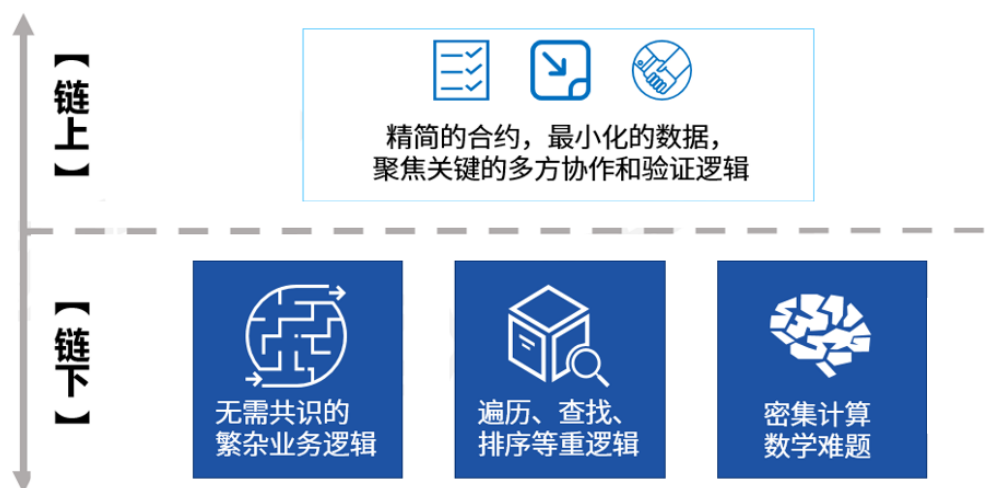 【链上】
精简的合约，最小化的数据，
聚焦关键的多方协作和验证逻辑
【链下】
无需共识的
繁杂业务逻辑
遍历、查找、
排序等重逻辑
密集计算
数学难题